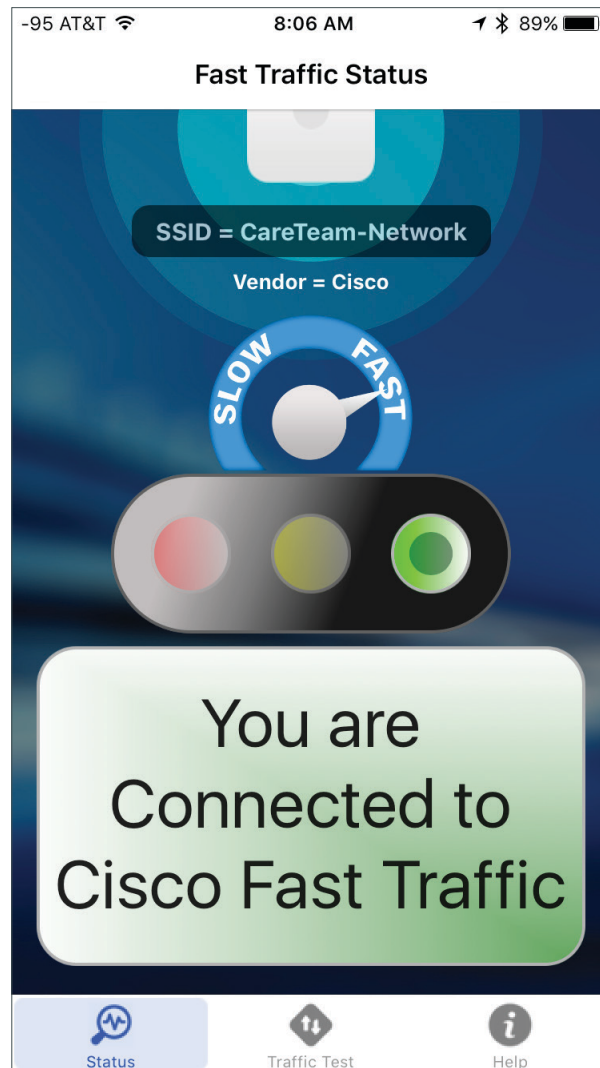 -95 AT&T 8:06 AM 89%
Fast Traffic Status
SSID = CareTeam-Network
Vendor = Cisco
SLOW FAST
You are
Connected to
Cisco Fast Traffic
Status Traffic Test Help